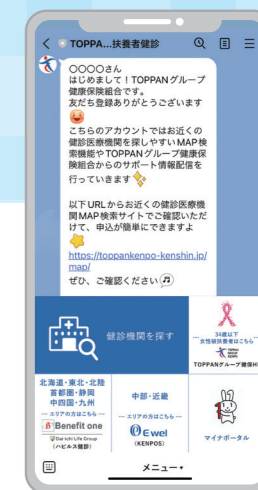 TOPPA...扶養者健診
〇〇〇〇さん
はじめまして！TOPPANグループ
健康保険組合です。
友だち登録ありがとうございます
こちらのアカウントではお近くの
健診医療機関を探しやすいMAP検
索機能やTOPPANグループ健康保
険組合からのサポート情報配信を
行っていきます
以下URLからお近くの健診医療機
関MAP検索サイトでご確認いただ
けて、申込が簡単にできますよ
https://toppankenpo-kenshin.jp/
map/
ぜひ、ご確認ください
健診機関を探す
34歳以下
女性被扶養者はこちら
TOPPANグループ健保HP
北海道・東北・北陸
首都圏・静岡
中四国・九州
エリアの方はこちら
Benefit one
Dai-ichi Life Group
（ハピルス健診）
中部・近畿
エリアの方はこちら
Ewel
（KENPOS）
マイナポータル
メニュー